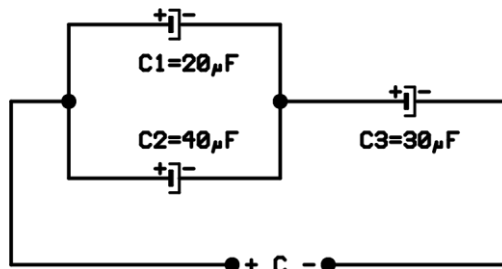 + -
C1=20µF
+ -
C3=30µF
C2=40µF
+ -
+ C -